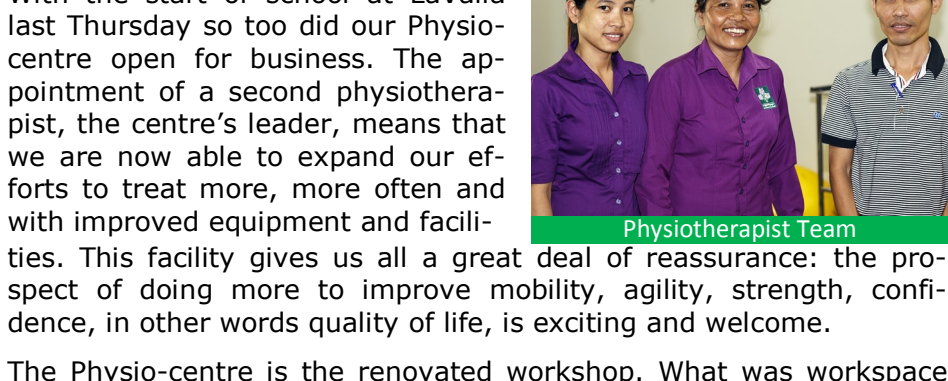 With the start of school at Lavalla
last Thursday so too did our Physio-
centre open for business. The ap-
pointment of a second physiothera-
pist, the centre's leader, means that
we are now able to expand our ef-
forts to treat more, more often and
with improved equipment and facili-
Physiotherapist Team
ties. This facility gives us all a great deal of reassurance: the pro-
spect of doing more to improve mobility, agility, strength, confi-
dence, in other words quality of life, is exciting and welcome.
The Physio-centre is the renovated workshop. What was workspace